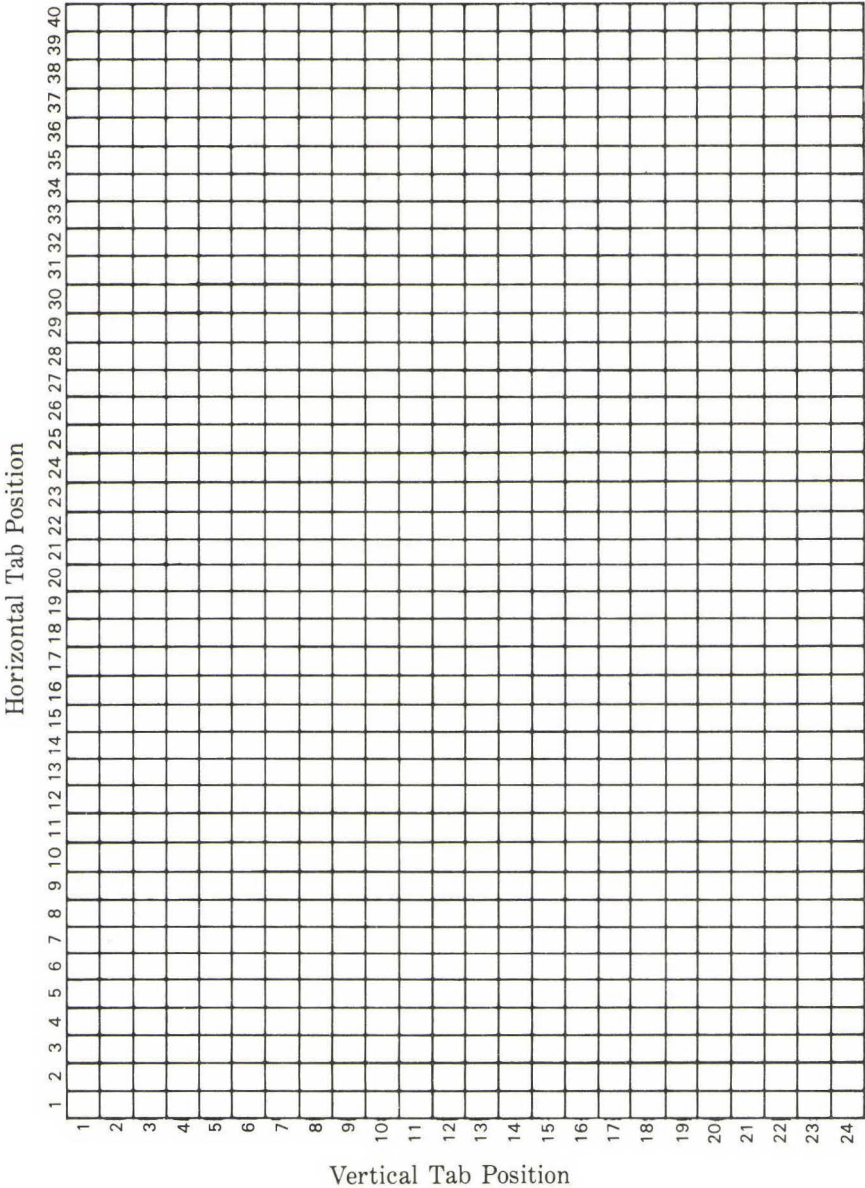 Horizontal Tab Position
1 2 3 4 5 6 7 8 9 10 11 12 13 14 15 16 17 18 19 20 21 22 23 24 25 26 27 28 29 30 31 32 33 34 35 36 37 38 39 40
1 2 3 4 5 6 7 8 9 10 11 12 13 14 15 16 17 18 19 20 21 22 23 24
Vertical Tab Position